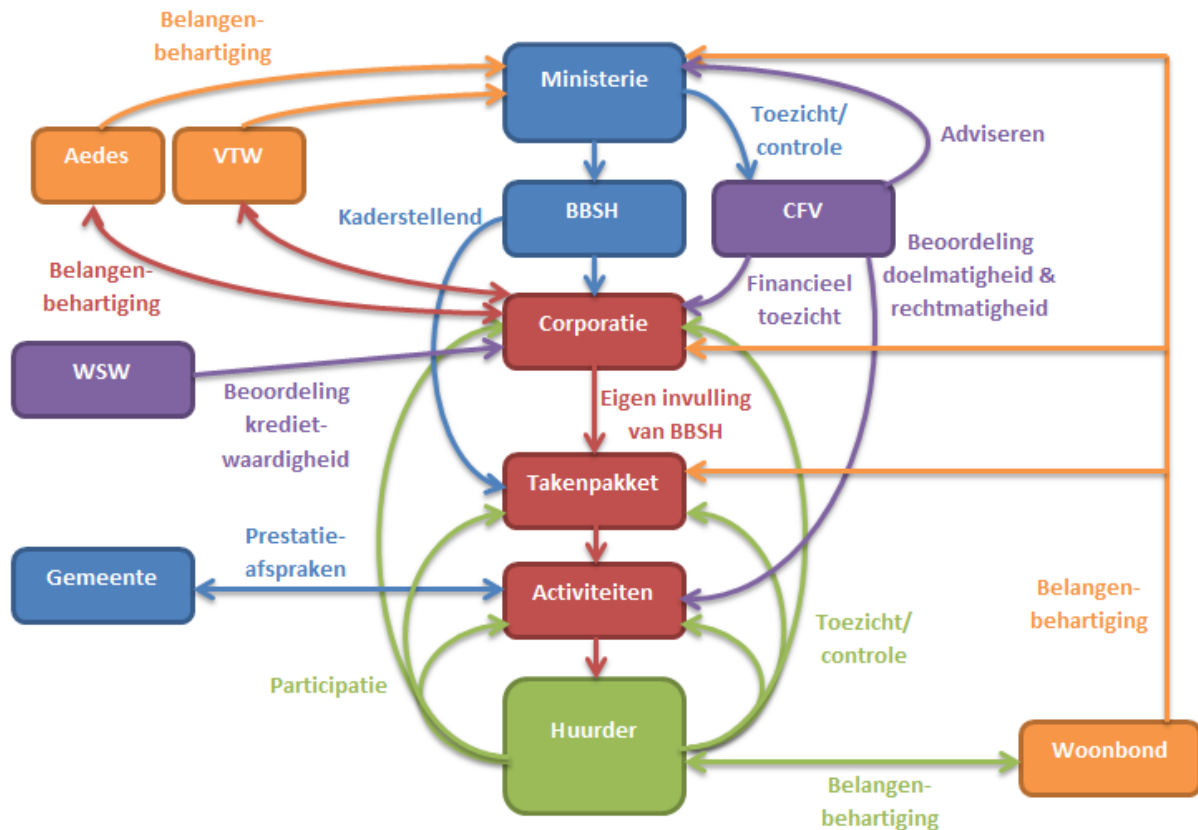 Belangen-
behartiging
Ministerie
Toezicht/
controle
Adviseren
Aedes
VTW
Kaderstellend
BBSH
CFV
Belangen-
behartiging
Beoordeling
doelmatigheid &
rechtmatigheid
Financieel
toezicht
Corporatie
WSW
Beoordeling
krediet-
waardigheid
Eigen invulling
van BBSH
Takenpakket
Prestatie-
afspraken
Gemeente
Activiteiten
Belangen-
behartiging
Toezicht/
controle
Participatie
Huurder
Woonbond
Belangen-
behartiging